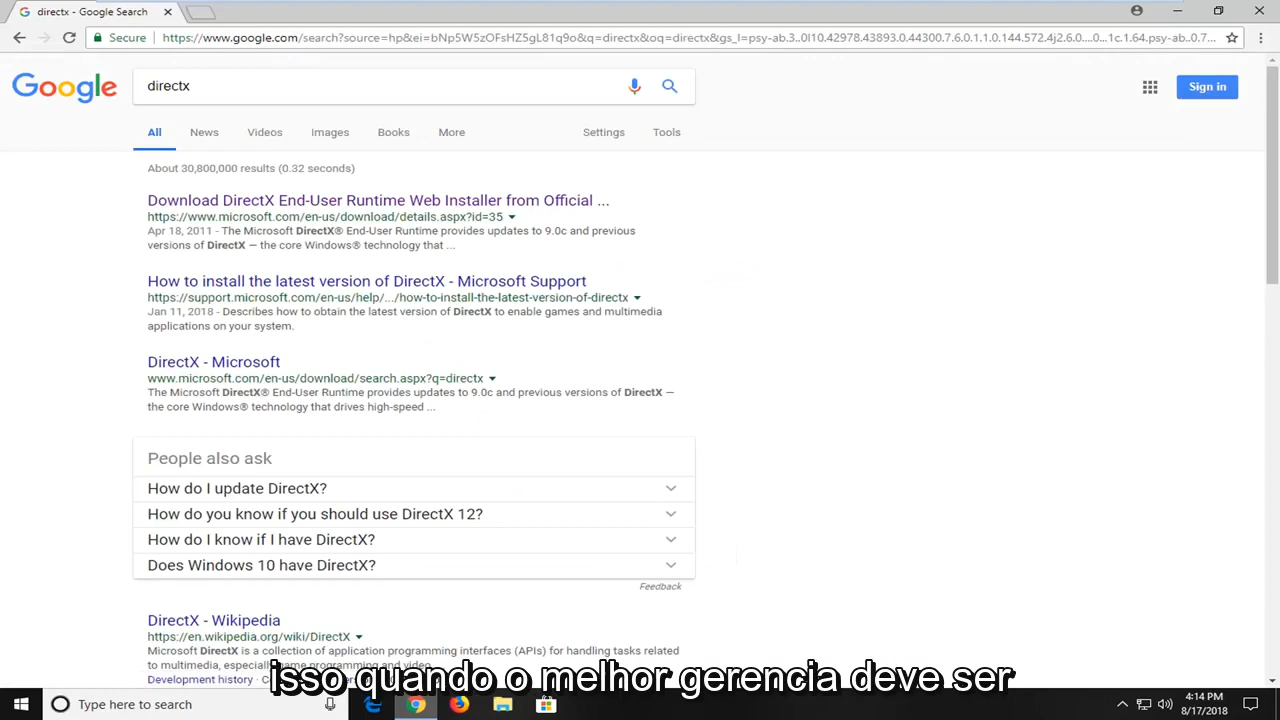 directx - Google Search
Secure
https://www.google.com/search?source=hp&ei=bNp5W5zOFsHZ5gL81q9o&q=directx&oq=directx&gs_l=psy-ab.3..0l10.42978.43893.0.44300.7.6.0.1.1.0.144.572.4j2.6.0....0...1c.1.64.psy-ab..0.7...
Google
directx
Sign in
All News Videos Images Books More Settings Tools
About 30,800,000 results (0.32 seconds)
Download DirectX End-User Runtime Web Installer from Official ...
https://www.microsoft.com/en-us/download/details.aspx?id=35
Apr 18, 2011 - The Microsoft DirectX® End-User Runtime provides updates to 9.0c and previous
versions of DirectX — the core Windows® technology that ...
How to install the latest version of DirectX - Microsoft Support
https://support.microsoft.com/en-us/help/.../how-to-install-the-latest-version-of-directx
Jan 11, 2018 - Describes how to obtain the latest version of DirectX to enable games and multimedia
applications on your system.
DirectX - Microsoft
www.microsoft.com/en-us/download/search.aspx?q=directx
The Microsoft DirectX® End-User Runtime provides updates to 9.0c and previous versions of DirectX —
the core Windows® technology that drives high-speed ...
People also ask
How do I update DirectX?
How do you know if you should use DirectX 12?
How do I know if I have DirectX?
Does Windows 10 have DirectX?
Feedback
DirectX - Wikipedia
https://en.wikipedia.org/wiki/DirectX
Microsoft DirectX is a collection of application programming interfaces (APIs) for handling tasks related
to multimedia, especially game programming and video
Development history
isso quando o melhor gerencia deve ser
Type here to search
4:14 PM
8/17/2018